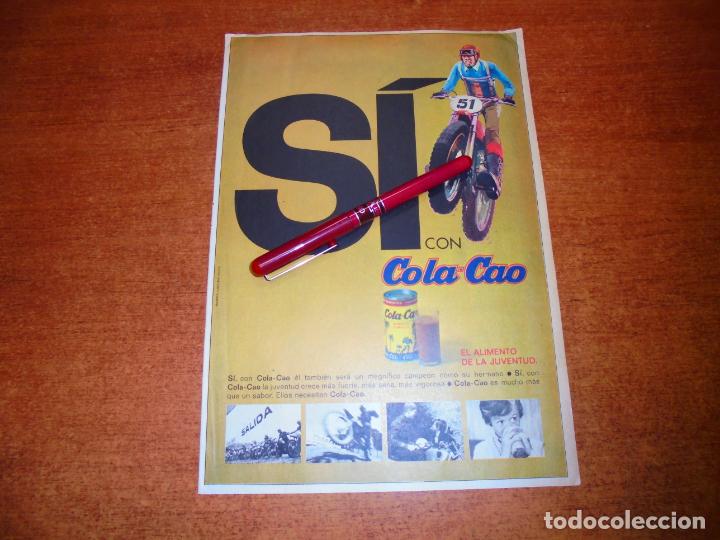 51
SÍ
CON
Cola-Cao
Cola-Cao
EL ALIMENTO
DE LA JUVENTUD.
Sí, con Cola-Cao él también será un magnífico campeón como su hermano ● Sí, con
Cola-Cao la juventud crece más fuerte, más sana, más vigorosa ● Cola-Cao es mucho más
que un sabor. Ellos necesitan Cola-Cao.
SALIDA
todocoleccion.net